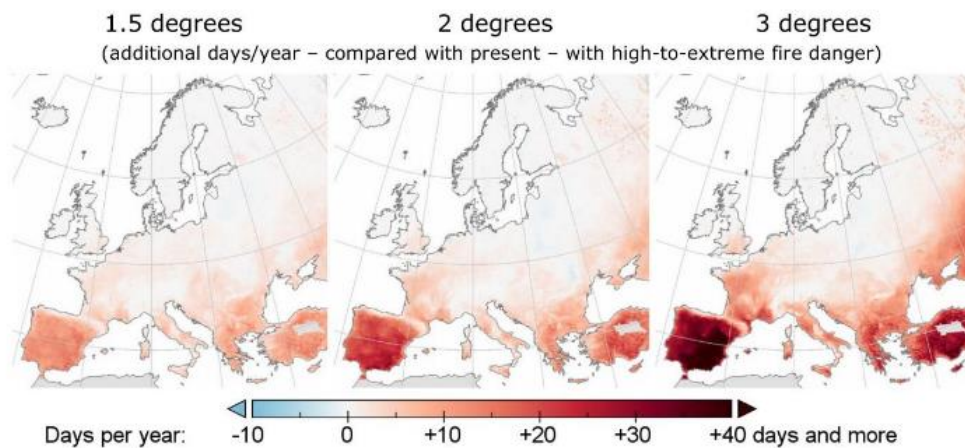 1.5 degrees 2 degrees 3 degrees
(additional days/year – compared with present – with high-to-extreme fire danger)
Days per year: -10 0 +10 +20 +30 +40 days and more